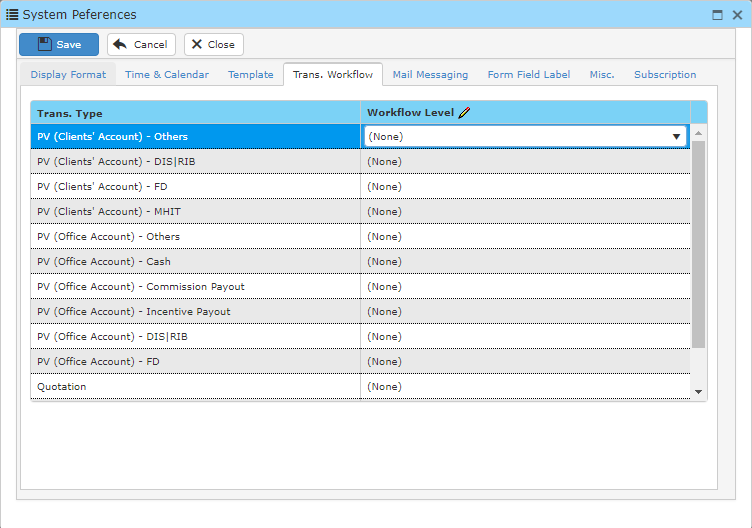 System Peferences
Save Cancel Close
Display Format Time & Calendar Template Trans. Workflow Mail Messaging Form Field Label Misc. Subscription
Trans. Type Workflow Level
PV (Clients' Account) - Others (None)
PV (Clients' Account) - DIS|RIB (None)
PV (Clients' Account) - FD (None)
PV (Clients' Account) - MHIT (None)
PV (Office Account) - Others (None)
PV (Office Account) - Cash (None)
PV (Office Account) - Commission Payout (None)
PV (Office Account) - Incentive Payout (None)
PV (Office Account) - DIS|RIB (None)
PV (Office Account) - FD (None)
Quotation (None)